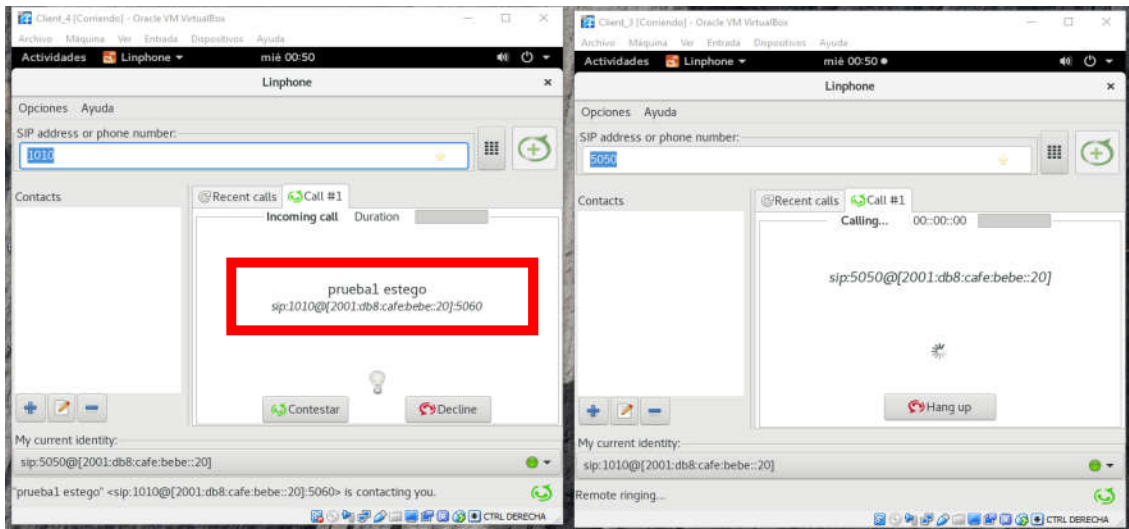 Client_4 [Corriendo] - Oracle VM VirtualBox
Archivo Máquina Ver Entrada Dispositivos Ayuda
Actividades Linphone mié 00:50
Linphone
Opciones Ayuda
SIP address or phone number:
1010
Contacts
Recent calls Call #1
Incoming call Duration
prueba1 estego
sip:1010@[2001:db8:cafe:bebe::20]:5060
Contestar Decline
My current identity:
sip:5050@[2001:db8:cafe:bebe::20]
"prueba1 estego" <sip:1010@[2001:db8:cafe:bebe::20]:5060> is contacting you.
CTRL DERECHA
Client_3 [Corriendo] - Oracle VM VirtualBox
Archivo Máquina Ver Entrada Dispositivos Ayuda
Actividades Linphone mié 00:50
Linphone
Opciones Ayuda
SIP address or phone number:
5050
Contacts
Recent calls Call #1
Calling... 00::00::00
sip:5050@[2001:db8:cafe:bebe::20]
Hang up
My current identity:
sip:1010@[2001:db8:cafe:bebe::20]
Remote ringing...
CTRL DERECHA